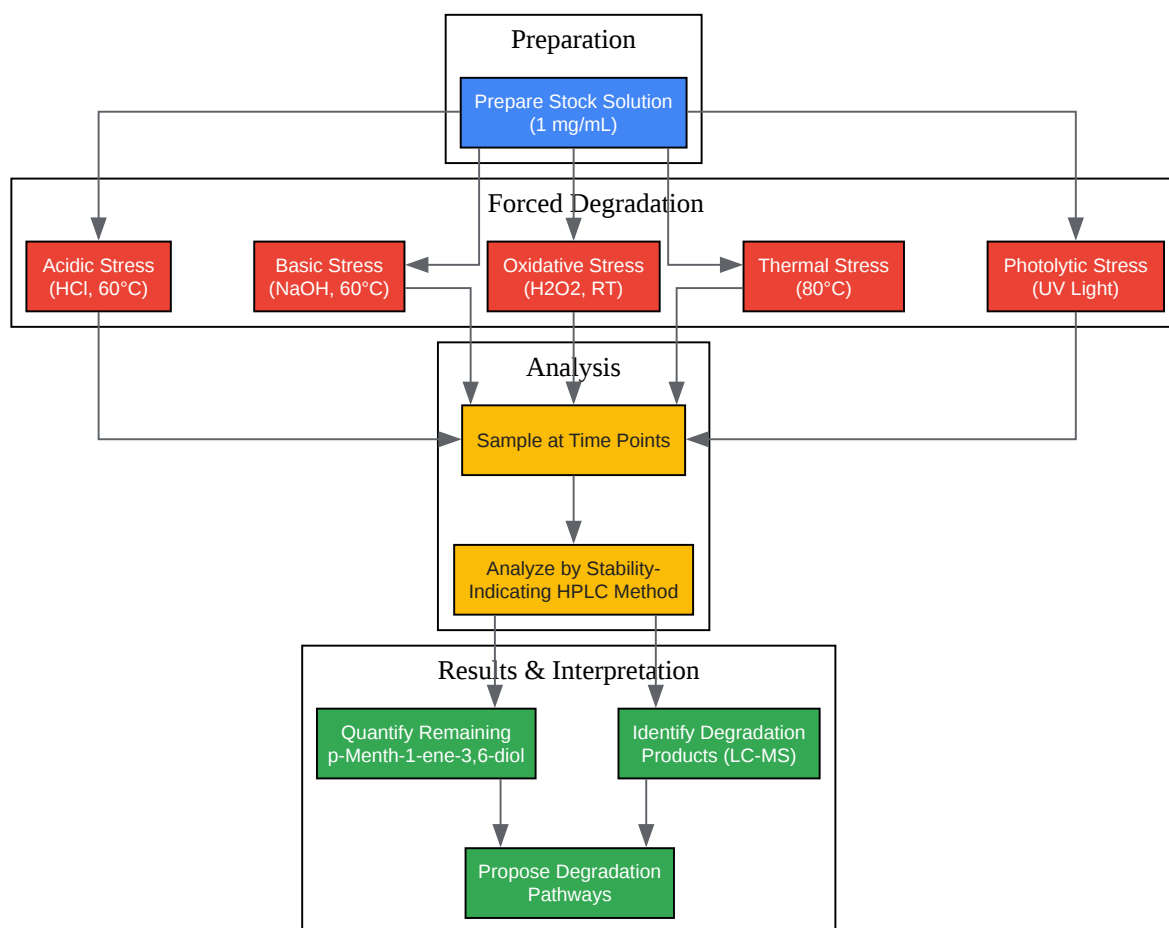 Preparation
Prepare Stock Solution
(1 mg/mL)
Forced Degradation
Acidic Stress
(HCl, 60°C)
Basic Stress
(NaOH, 60°C)
Oxidative Stress
(H2O2, RT)
Thermal Stress
(80°C)
Photolytic Stress
(UV Light)
Analysis
Sample at Time Points
Analyze by Stability-
Indicating HPLC Method
Results & Interpretation
Quantify Remaining
p-Menth-1-ene-3,6-diol
Identify Degradation
Products (LC-MS)
Propose Degradation
Pathways